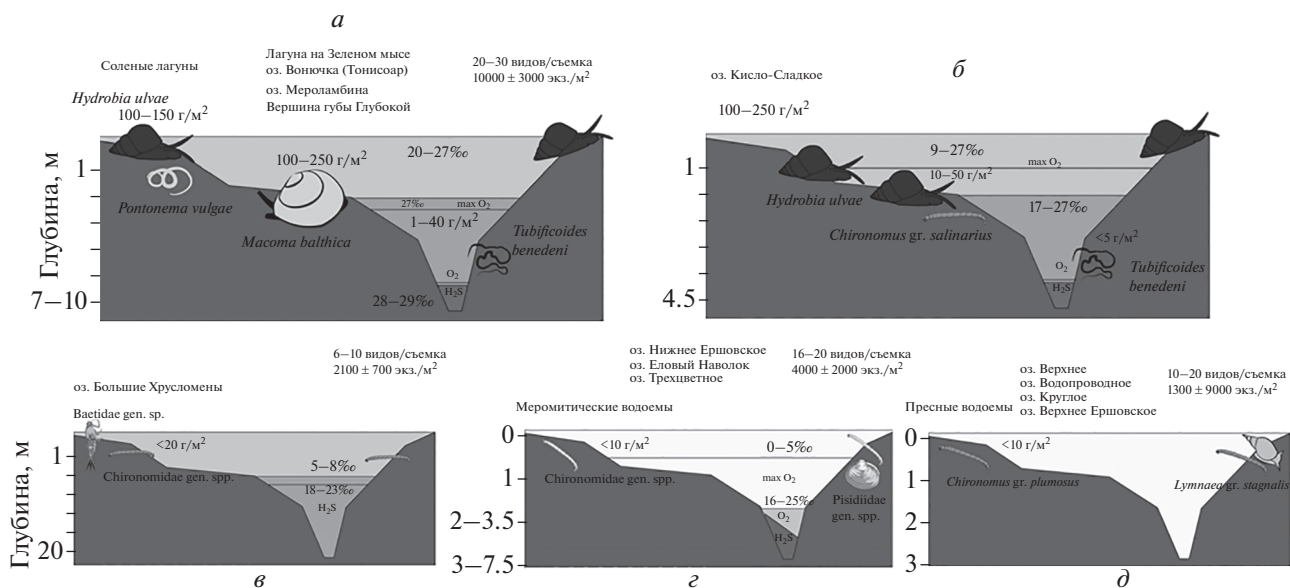 а
Соленые лагуны
Лагуна на Зеленом мысе
оз. Вонючка (Тонисоар)
оз. Мероламбина
Вершина губы Глубокой
20–30 видов/съемка
10000 ± 3000 экз./м²
Hydrobia ulvae
100–150 г/м²
Глубина, м
1
7–10
20–27‰
100–250 г/м²
27‰
max O₂
1–40 г/м²
Pontonema vulgae
Macoma balthica
Tubificoides
benedeni
O₂
H₂S
28–29‰
б
оз. Кисло-Сладкое
100–250 г/м²
1
4.5
9–27‰
max O₂
10–50 г/м²
Hydrobia ulvae
17–27‰
Chironomus gr. salinarius
<5 г/м²
O₂
H₂S
Tubificoides
benedeni
6–10 видов/съемка
2100 ± 700 экз./м²
оз. Большие Хрусломены
Baetidae gen. sp.
Глубина, м
1
20
<20 г/м²
5–8‰
Chironomidae gen. spp.
18–23‰
H₂S
в
оз. Нижнее Ершовское
оз. Еловый Наволок
оз. Трехцветное
16–20 видов/съемка
4000 ± 2000 экз./м²
Меромитические водоемы
0
1
2–3.5
3–7.5
<10 г/м²
0–5‰
Chironomidae gen. spp.
max O₂
16–25‰
O₂
H₂S
Pisidiidae
gen. spp.
г
оз. Верхнее
оз. Водопроводное
оз. Круглое
оз. Верхнее Ершовское
10–20 видов/съемка
1300 ± 9000 экз./м²
Пресные водоемы
0
1
2
3
<10 г/м²
Chironomus gr. plumosus
Lymnaea gr. stagnalis
д